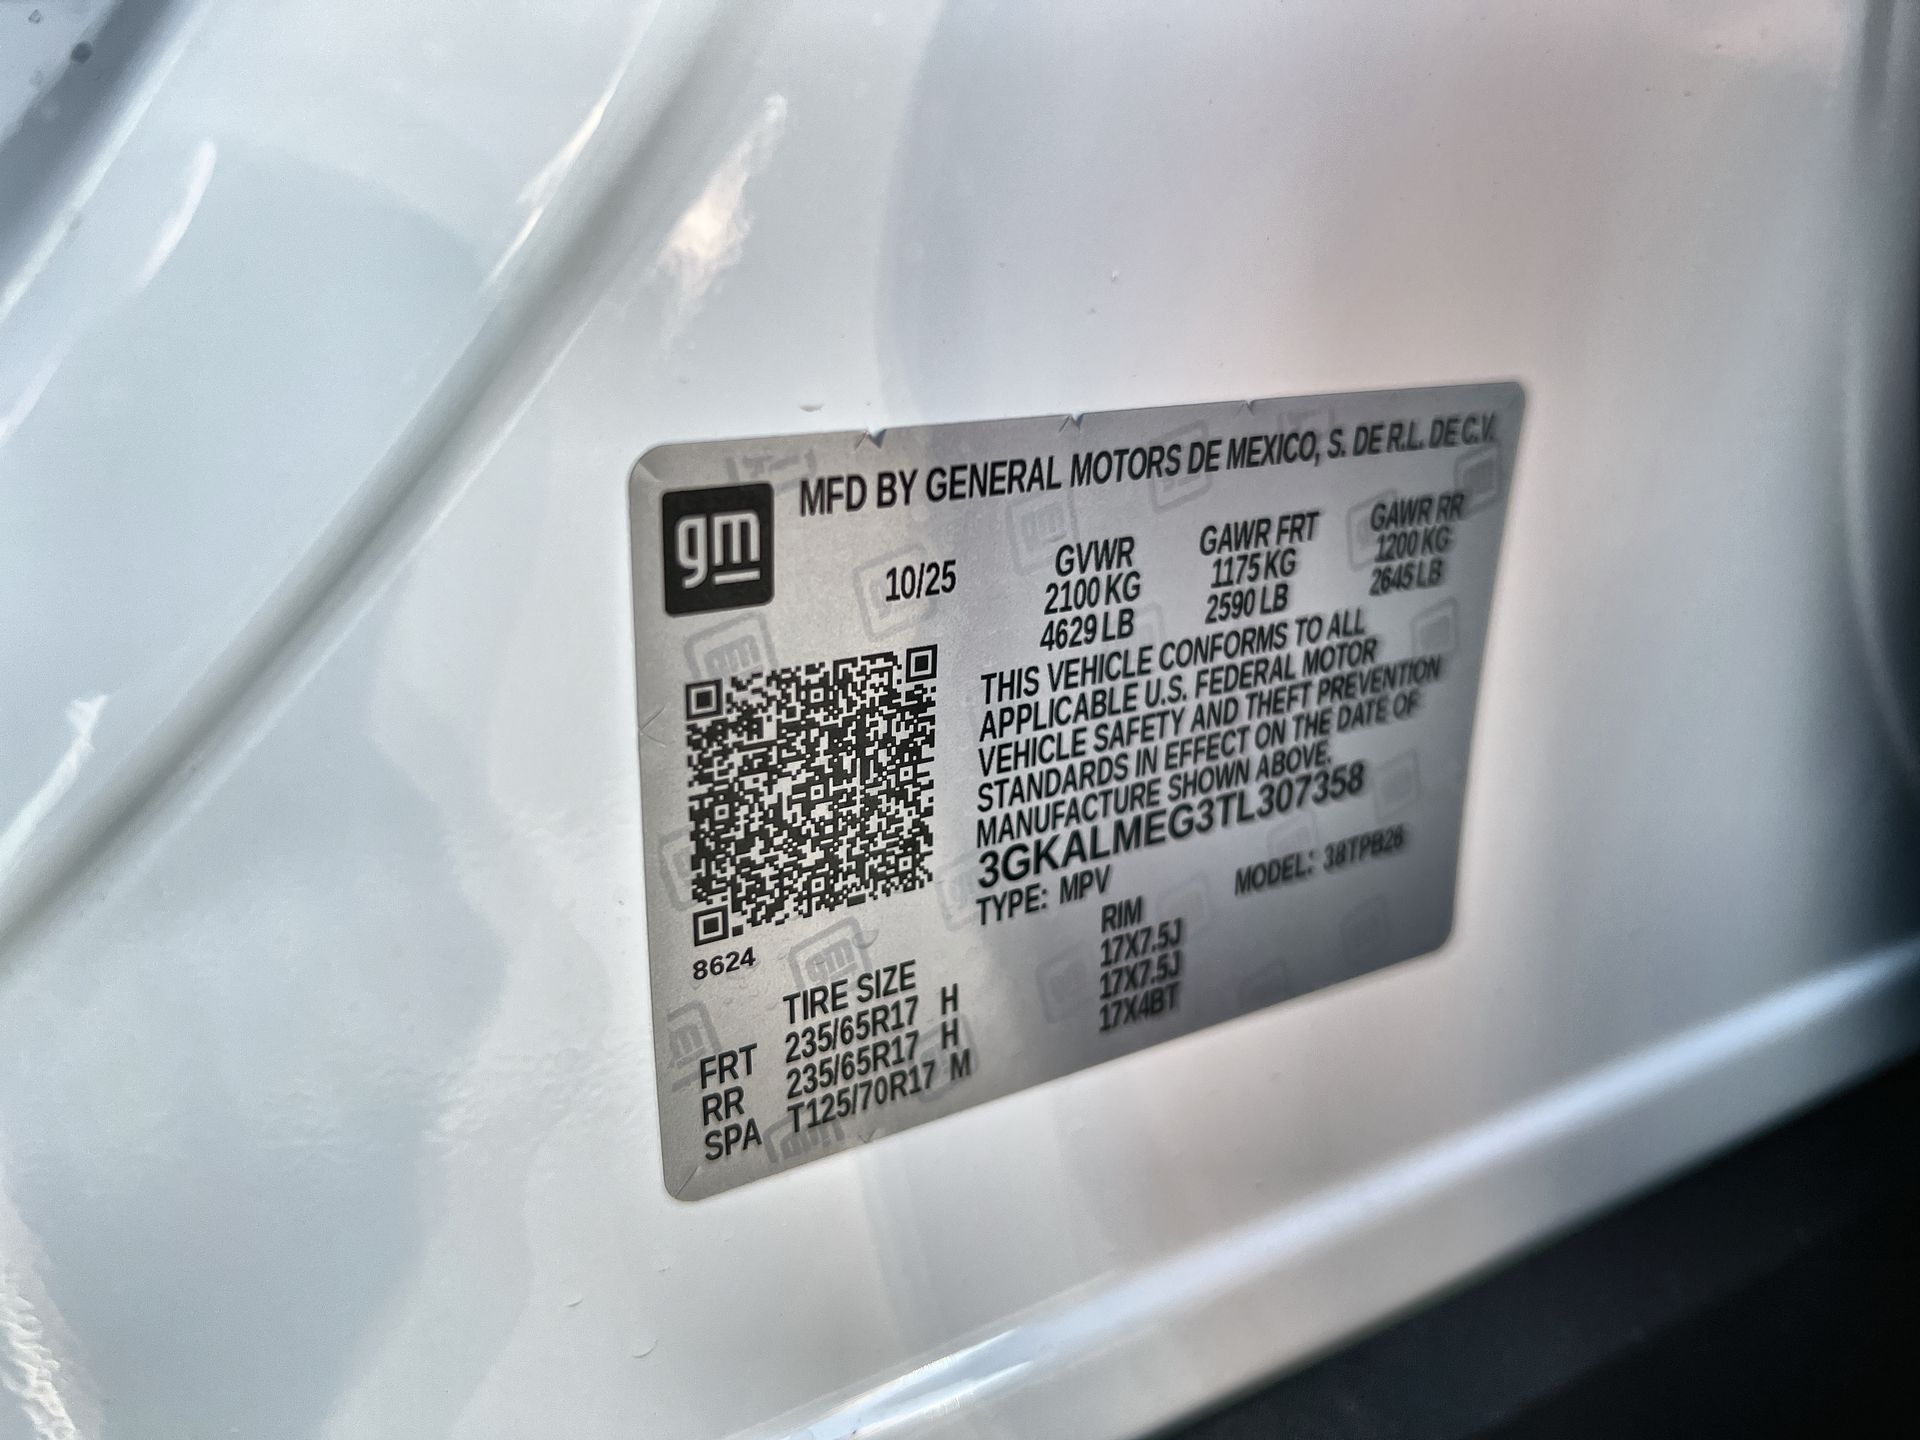 gm
MFD BY GENERAL MOTORS DE MEXICO, S. DE R.L. DE C.V.
10/25
GVWR
2100 KG
4629 LB
GAWR FRT
1175 KG
2590 LB
GAWR RR
1200 KG
2645 LB
THIS VEHICLE CONFORMS TO ALL
APPLICABLE U.S. FEDERAL MOTOR
VEHICLE SAFETY AND THEFT PREVENTION
STANDARDS IN EFFECT ON THE DATE OF
MANUFACTURE SHOWN ABOVE.
3GKALMEG3TL307358
TYPE: MPV MODEL: 38TPB26
8624
TIRE SIZE RIM
FRT 235/65R17 H 17X7.5J
RR 235/65R17 H 17X7.5J
SPA T125/70R17 M 17X4BT